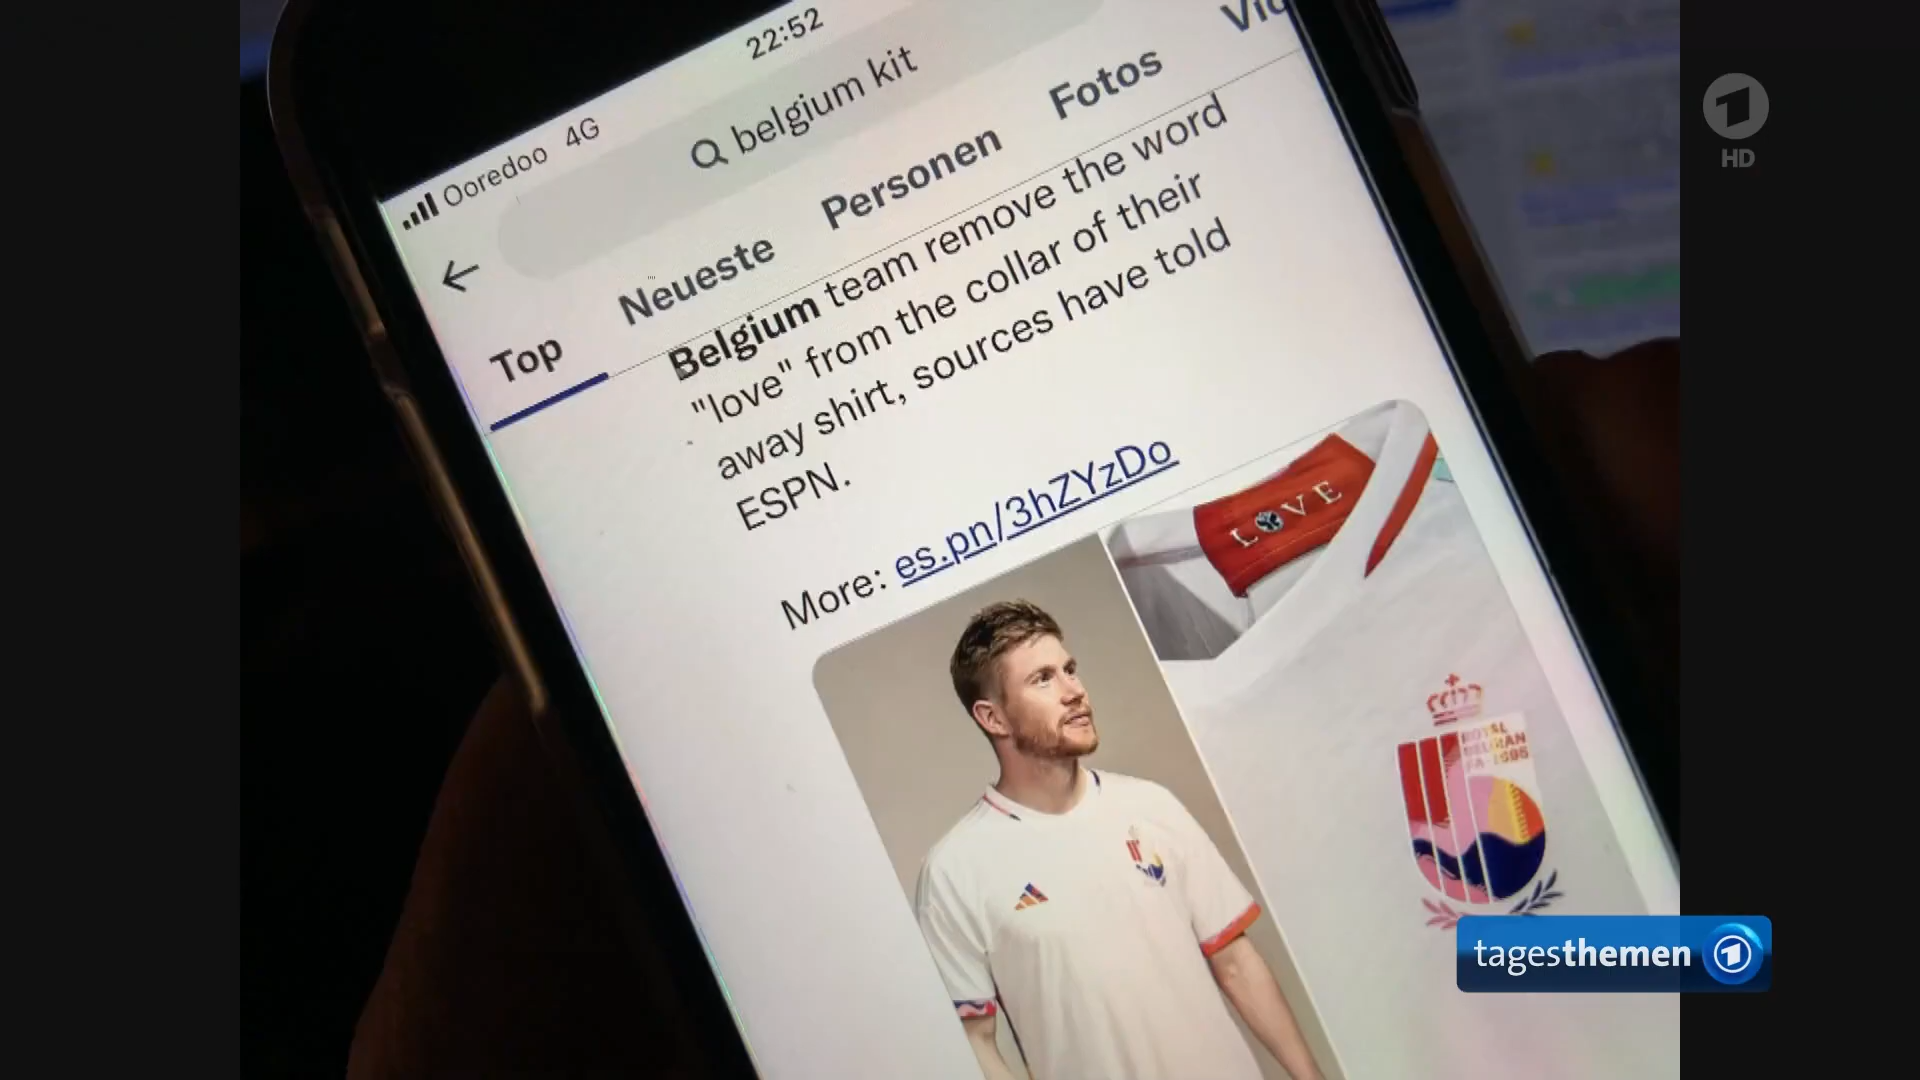 22:52
Ooredoo 4G
belgium kit
Top Neueste Personen Fotos
Belgium team remove the word
"love" from the collar of their
away shirt, sources have told
ESPN.
More: es.pn/3hZYzDo
LOVE
ROYAL
BELGIAN
FA-1895
HD
tagesthemen